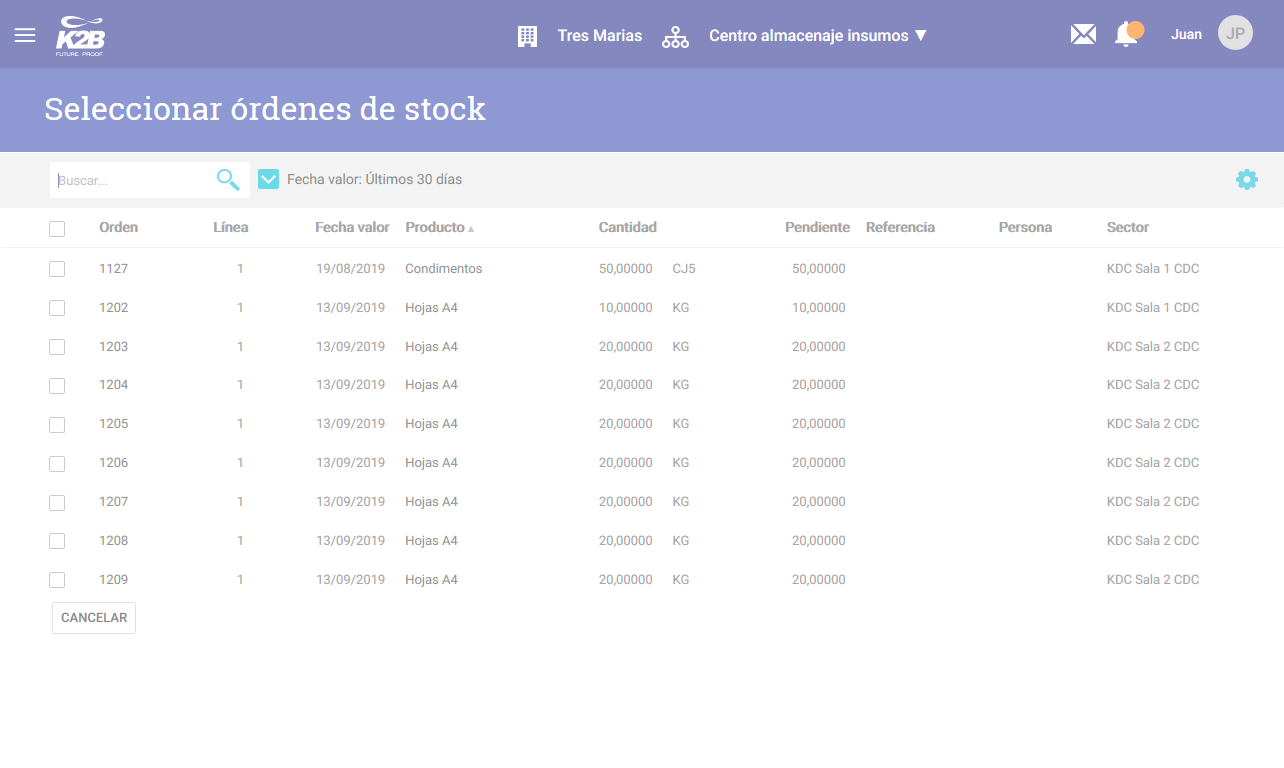 K2B
FUTURE PROOF
Tres Marias Centro almacenaje insumos ▼ Juan JP
Seleccionar órdenes de stock
Buscar... Fecha valor: Últimos 30 días
Orden Línea Fecha valor Producto ▲ Cantidad Pendiente Referencia Persona Sector
1127 1 19/08/2019 Condimentos 50,00000 CJ5 50,00000 KDC Sala 1 CDC
1202 1 13/09/2019 Hojas A4 10,00000 KG 10,00000 KDC Sala 1 CDC
1203 1 13/09/2019 Hojas A4 20,00000 KG 20,00000 KDC Sala 2 CDC
1204 1 13/09/2019 Hojas A4 20,00000 KG 20,00000 KDC Sala 2 CDC
1205 1 13/09/2019 Hojas A4 20,00000 KG 20,00000 KDC Sala 2 CDC
1206 1 13/09/2019 Hojas A4 20,00000 KG 20,00000 KDC Sala 2 CDC
1207 1 13/09/2019 Hojas A4 20,00000 KG 20,00000 KDC Sala 2 CDC
1208 1 13/09/2019 Hojas A4 20,00000 KG 20,00000 KDC Sala 2 CDC
1209 1 13/09/2019 Hojas A4 20,00000 KG 20,00000 KDC Sala 2 CDC
CANCELAR